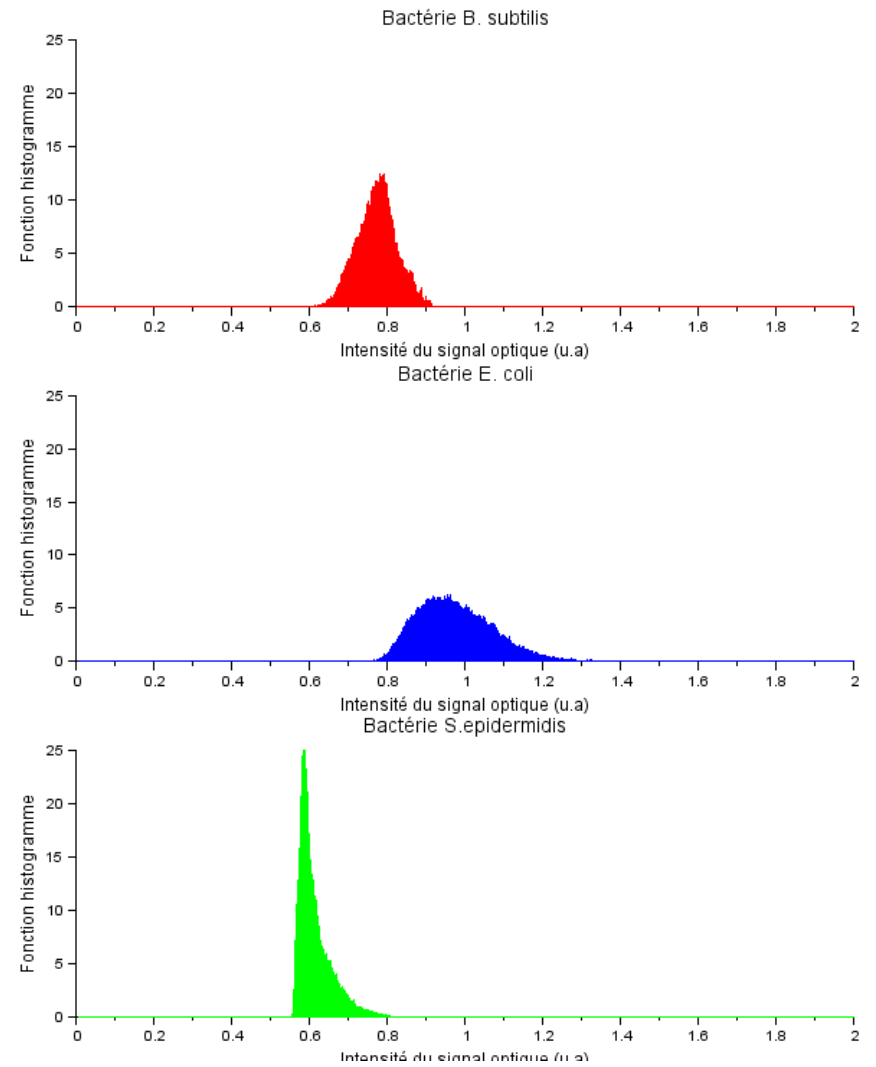 Bactérie B. subtilis
25
20
15
10
5
0
Fonction histogramme
0 0.2 0.4 0.6 0.8 1 1.2 1.4 1.6 1.8 2
Intensité du signal optique (u.a)
Bactérie E. coli
25
20
15
10
5
0
Fonction histogramme
0 0.2 0.4 0.6 0.8 1 1.2 1.4 1.6 1.8 2
Intensité du signal optique (u.a)
Bactérie S.epidermidis
25
20
15
10
5
0
Fonction histogramme
0 0.2 0.4 0.6 0.8 1 1.2 1.4 1.6 1.8 2
Intensité du signal optique (u.a)